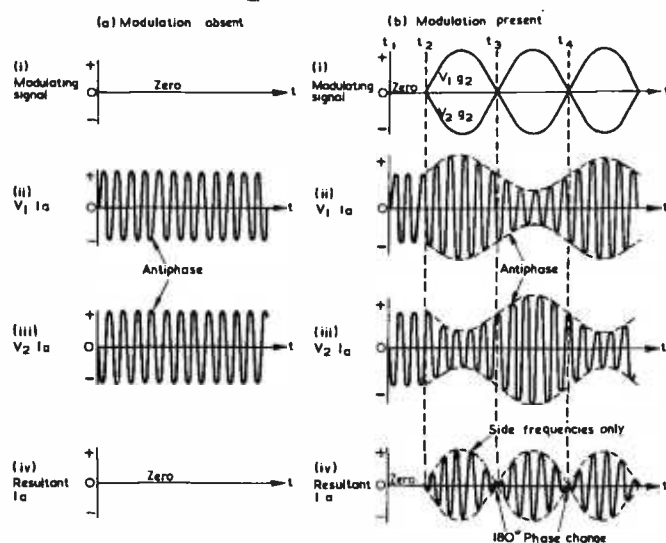 (a) Modulation absent
(i)
Modulating
signal
+
O
−
Zero
t
(ii)
V1 Ia
+
O
−
t
Antiphase
(iii)
V2 Ia
+
O
−
t
(iv)
Resultant
Ia
+
O
−
Zero
t
(b) Modulation present
t1 t2 t3 t4
(i)
Modulating
signal
+
O
−
Zero
V1 g2
V2 g2
t
(ii)
V1 Ia
+
O
−
t
Antiphase
(iii)
V2 Ia
+
O
−
t
Side frequencies only
(iv)
Resultant
Ia
+
O
−
Zero
t
180° Phase change